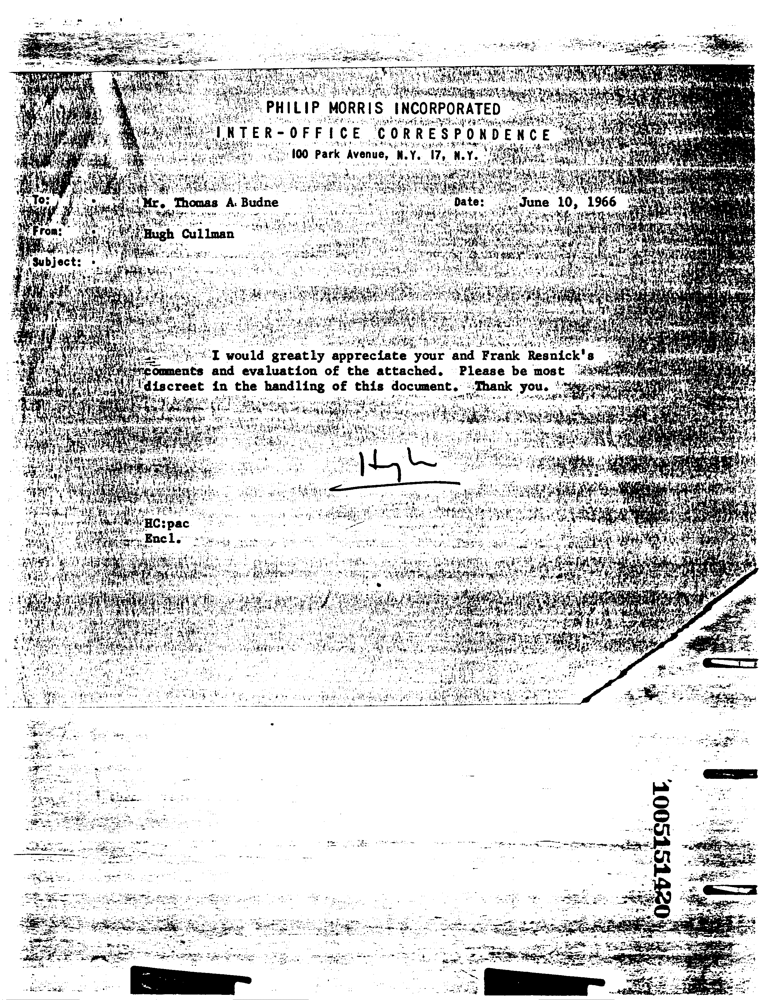 PHILIP MORRIS INCORPORATED
INTER-OFFICE CORRESPONDENCE
100 Park Avenue, N.Y. 17, N.Y.
To: Mr. Thomas A. Budne Date: June 10, 1966
From: Hugh Cullman
Subject:
I would greatly appreciate your and Frank Resnick's
comments and evaluation of the attached. Please be most
discreet in the handling of this document. Thank you.
Hugh
HC:pac
Encl.
1005151420